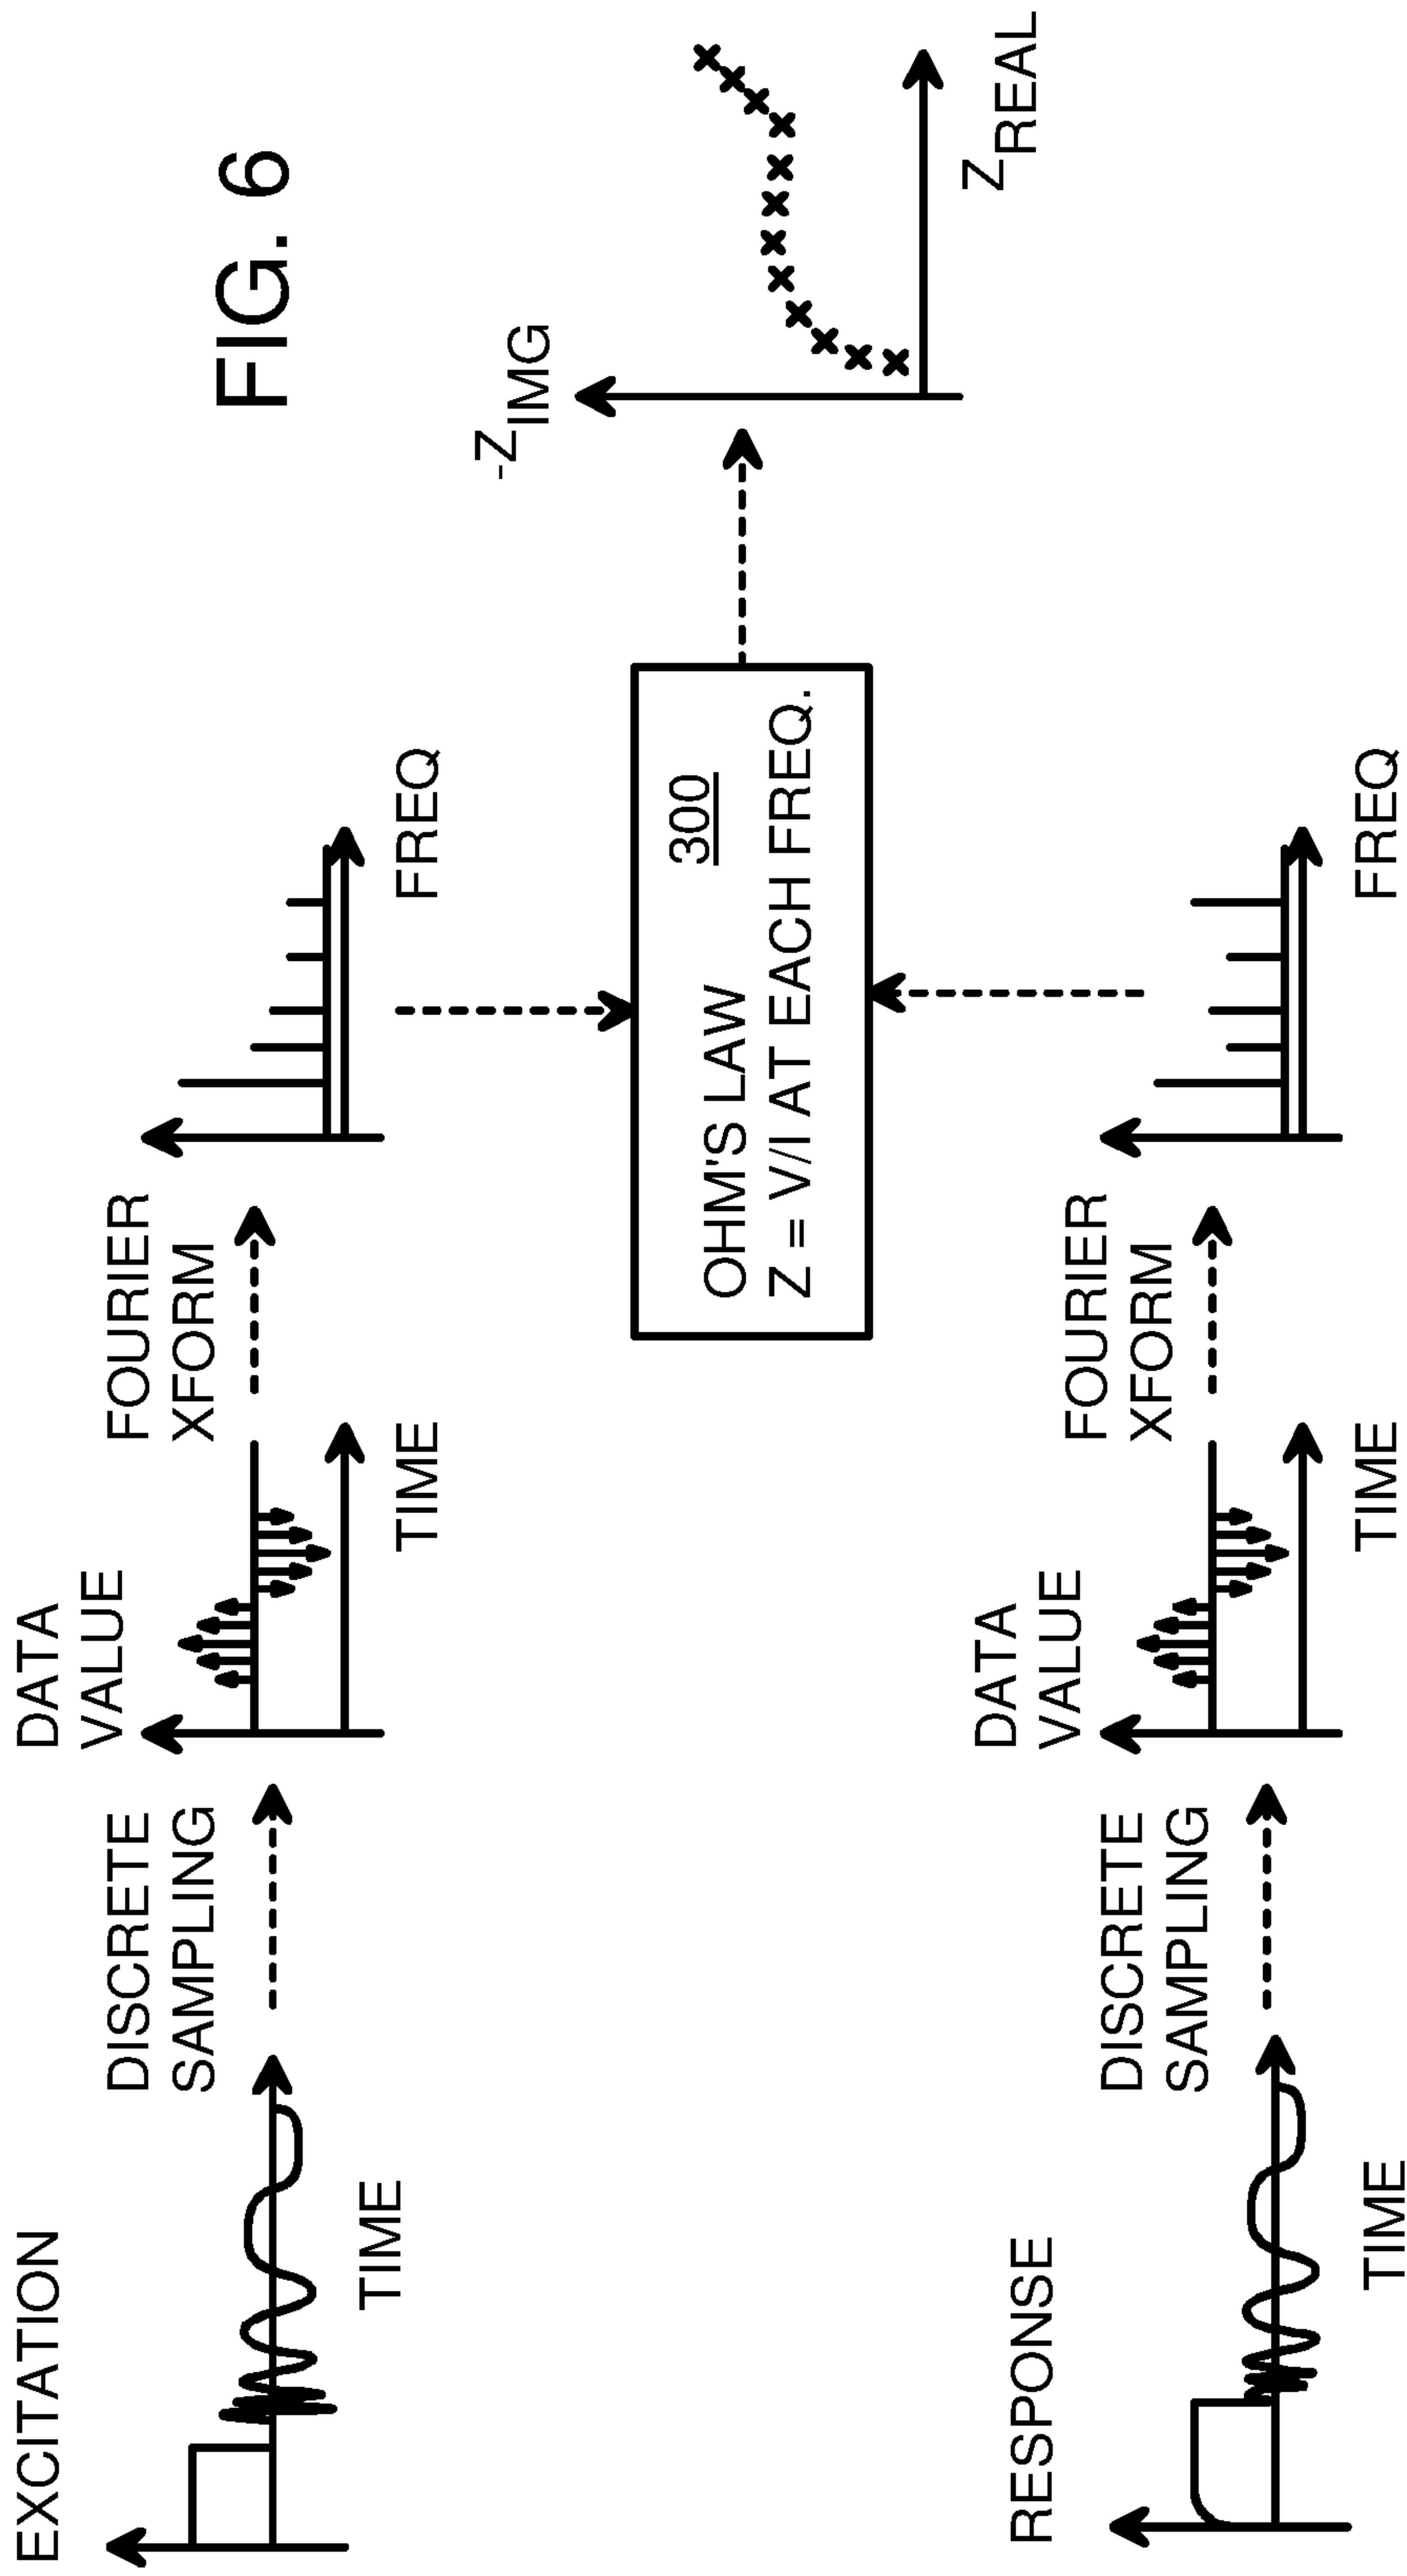 FIG. 6
EXCITATION
TIME
DISCRETE
SAMPLING
DATA
VALUE
TIME
FOURIER
XFORM
FREQ
OHM'S LAW 300
Z = V/I AT EACH FREQ.
-ZIMG
ZREAL
RESPONSE
TIME
DISCRETE
SAMPLING
DATA
VALUE
TIME
FOURIER
XFORM
FREQ